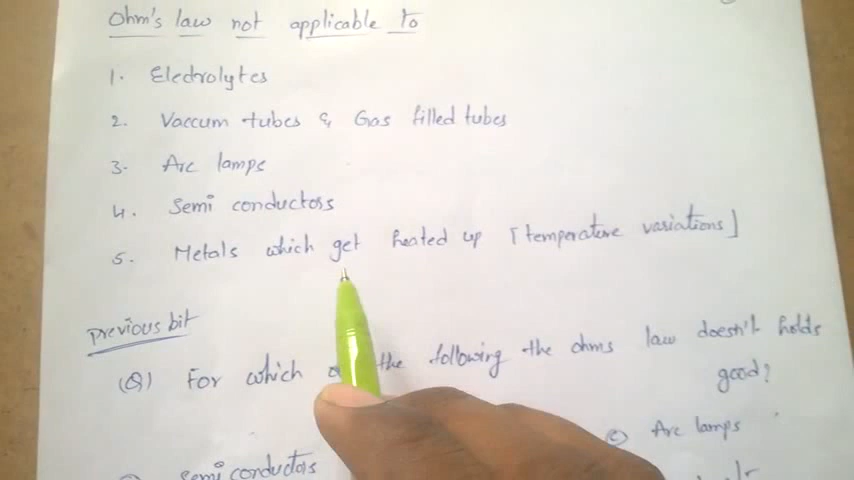 Ohm's law not applicable to
1. Electrolytes
2. Vaccum tubes & Gas filled tubes
3. Arc lamps
4. Semi conductors
5. Metals which get heated up [temperature variations]
previous bit
(Q) For which the following the ohms law doesn't holds
good?
(c) Arc lamps
Semi conductors